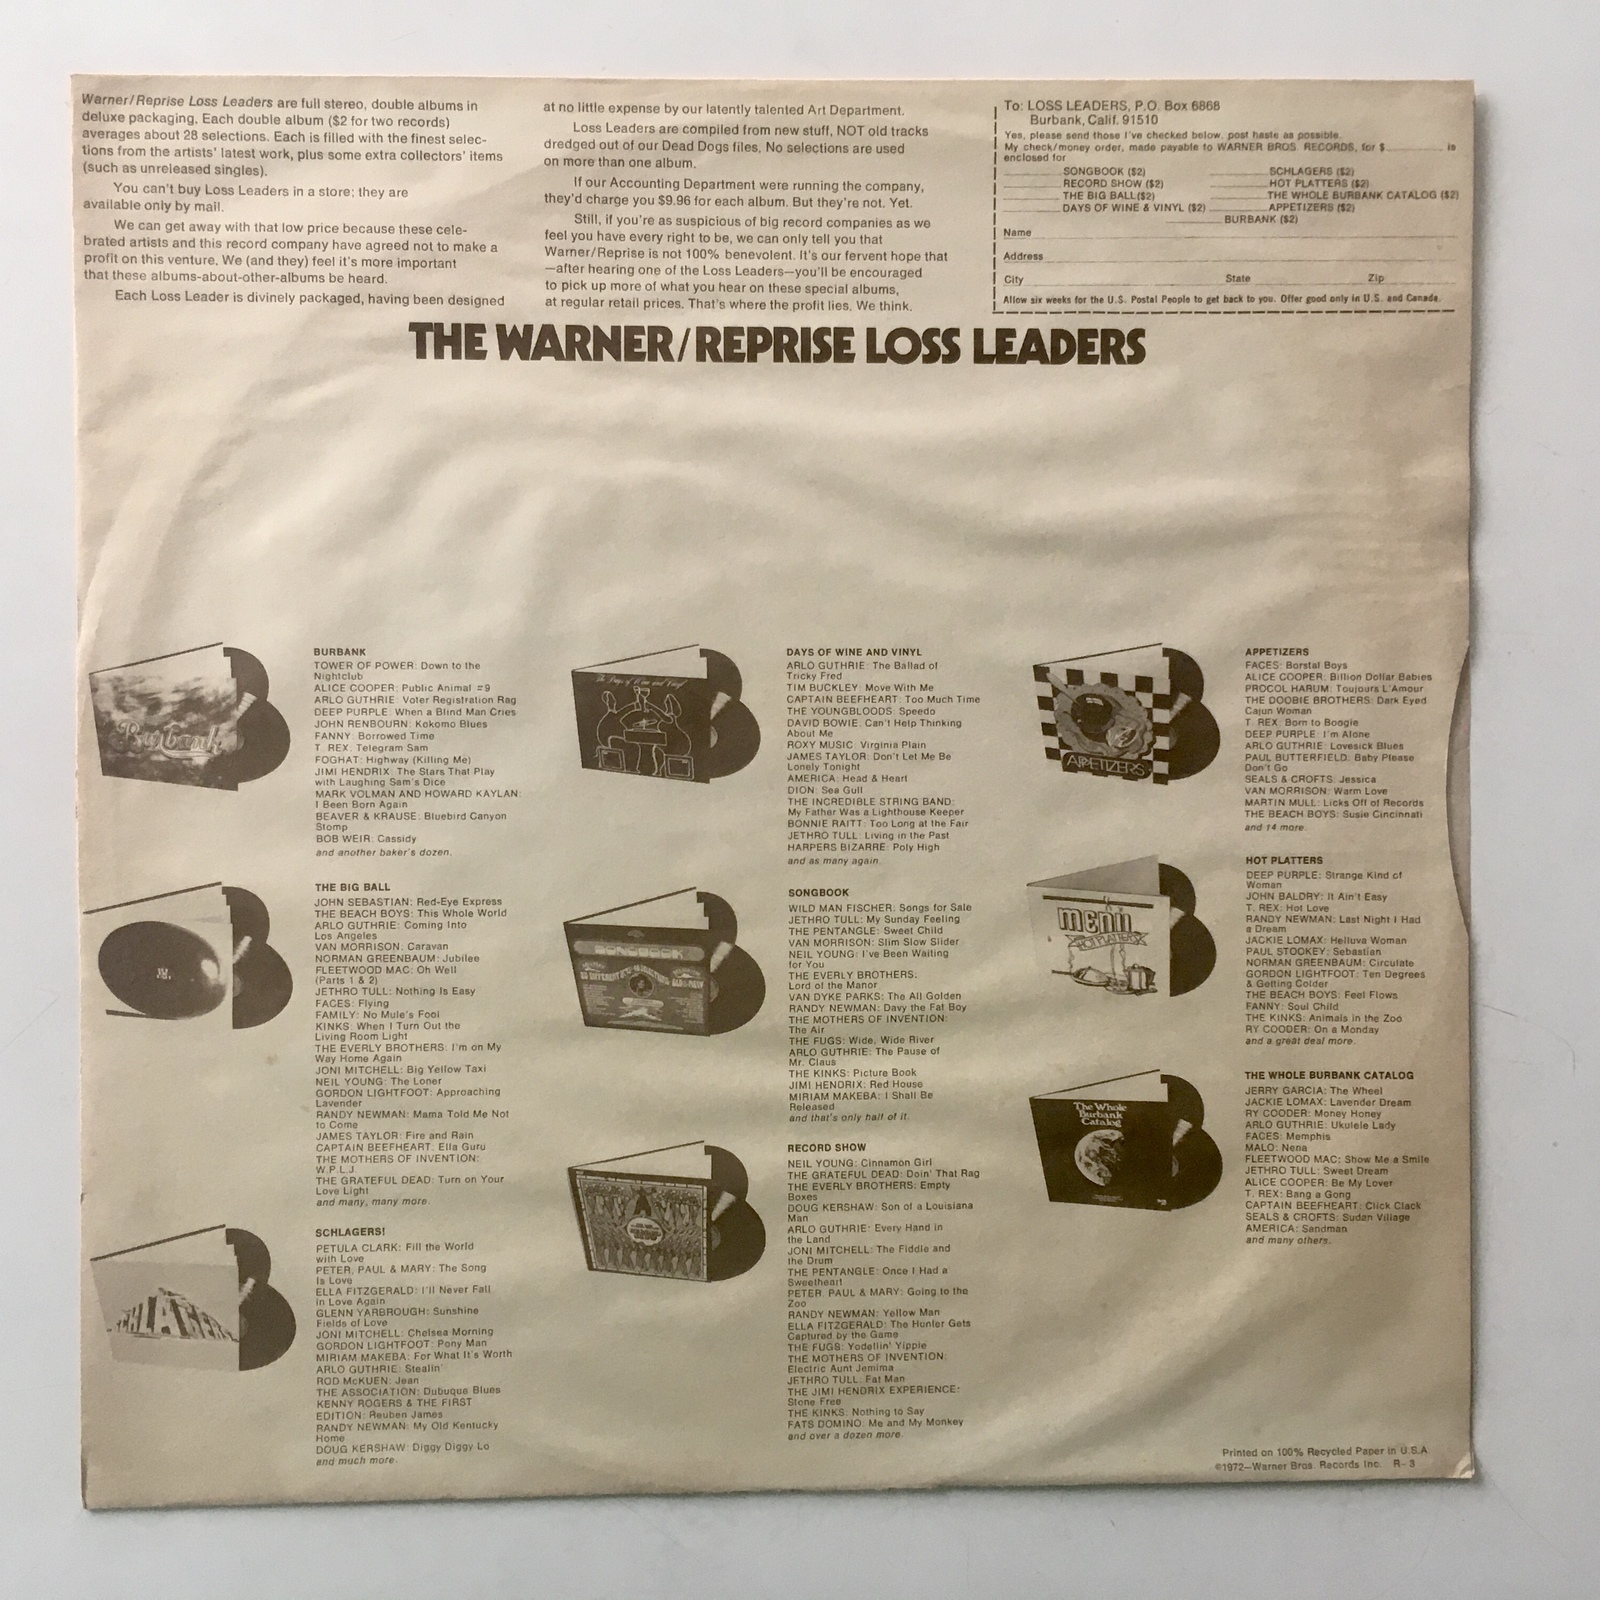 Warner/Reprise Loss Leaders are full stereo, double albums in
deluxe packaging. Each double album ($2 for two records)
averages about 28 selections. Each is filled with the finest selec-
tions from the artists' latest work, plus some extra collectors' items
(such as unreleased singles).
You can't buy Loss Leaders in a store; they are
available only by mail.
We can get away with that low price because these cele-
brated artists and this record company have agreed not to make a
profit on this venture. We (and they) feel it's more important
that these albums-about-other-albums be heard.
Each Loss Leader is divinely packaged, having been designed
at no little expense by our latently talented Art Department.
Loss Leaders are compiled from new stuff, NOT old tracks
dredged out of our Dead Dogs files. No selections are used
on more than one album.
If our Accounting Department were running the company,
they'd charge you $9.96 for each album. But they're not. Yet.
Still, if you're as suspicious of big record companies as we
feel you have every right to be, we can only tell you that
Warner/Reprise is not 100% benevolent. It's our fervent hope that
—after hearing one of the Loss Leaders—you'll be encouraged
to pick up more of what you hear on these special albums,
at regular retail prices. That's where the profit lies. We think.
To: LOSS LEADERS, P.O. Box 6868
Burbank, Calif. 91510
Yes, please send those I've checked below, post haste as possible.
My check/money order, made payable to WARNER BROS. RECORDS, for $ is
enclosed for
SONGBOOK ($2) SCHLAGERS ($2)
RECORD SHOW ($2) HOT PLATTERS ($2)
THE BIG BALL($2) THE WHOLE BURBANK CATALOG ($2)
DAYS OF WINE & VINYL ($2) APPETIZERS ($2)
BURBANK ($2)
Name
Address
City State Zip
Allow six weeks for the U.S. Postal People to get back to you. Offer good only in U.S. and Canada.
THE WARNER/REPRISE LOSS LEADERS
Burbank
BURBANK
TOWER OF POWER: Down to the
Nightclub
ALICE COOPER: Public Animal #9
ARLO GUTHRIE: Voter Registration Rag
DEEP PURPLE: When a Blind Man Cries
JOHN RENBOURN: Kokomo Blues
FANNY: Borrowed Time
T. REX: Telegram Sam
FOGHAT: Highway (Killing Me)
JIMI HENDRIX: The Stars That Play
with Laughing Sam's Dice
MARK VOLMAN AND HOWARD KAYLAN:
I Been Born Again
BEAVER & KRAUSE: Bluebird Canyon
Stomp
BOB WEIR: Cassidy
and another baker's dozen.
THE BIG BALL
JOHN SEBASTIAN: Red-Eye Express
THE BEACH BOYS: This Whole World
ARLO GUTHRIE: Coming Into
Los Angeles
VAN MORRISON: Caravan
NORMAN GREENBAUM: Jubilee
FLEETWOOD MAC: Oh Well
(Parts 1 & 2)
JETHRO TULL: Nothing Is Easy
FACES: Flying
FAMILY: No Mule's Fool
KINKS: When I Turn Out the
Living Room Light
THE EVERLY BROTHERS: I'm on My
Way Home Again
JONI MITCHELL: Big Yellow Taxi
NEIL YOUNG: The Loner
GORDON LIGHTFOOT: Approaching
Lavender
RANDY NEWMAN: Mama Told Me Not
to Come
JAMES TAYLOR: Fire and Rain
CAPTAIN BEEFHEART: Ella Guru
THE MOTHERS OF INVENTION:
W.P.L.J.
THE GRATEFUL DEAD: Turn on Your
Love Light
and many, many more.
SCHLAGERS
SCHLAGERS!
PETULA CLARK: Fill the World
with Love
PETER, PAUL & MARY: The Song
Is Love
ELLA FITZGERALD: I'll Never Fall
in Love Again
GLENN YARBROUGH: Sunshine
Fields of Love
JONI MITCHELL: Chelsea Morning
GORDON LIGHTFOOT: Pony Man
MIRIAM MAKEBA: For What It's Worth
ARLO GUTHRIE: Stealin'
ROD McKUEN: Jean
THE ASSOCIATION: Dubuque Blues
KENNY ROGERS & THE FIRST
EDITION: Reuben James
RANDY NEWMAN: My Old Kentucky
Home
DOUG KERSHAW: Diggy Diggy Lo
and much more.
The Days of Wine and Vinyl
DAYS OF WINE AND VINYL
ARLO GUTHRIE: The Ballad of
Tricky Fred
TIM BUCKLEY: Move With Me
CAPTAIN BEEFHEART: Too Much Time
THE YOUNGBLOODS: Speedo
DAVID BOWIE: Can't Help Thinking
About Me
ROXY MUSIC: Virginia Plain
JAMES TAYLOR: Don't Let Me Be
Lonely Tonight
AMERICA: Head & Heart
DION: Sea Gull
THE INCREDIBLE STRING BAND:
My Father Was a Lighthouse Keeper
BONNIE RAITT: Too Long at the Fair
JETHRO TULL: Living in the Past
HARPERS BIZARRE: Poly High
and as many again.
SONGBOOK
SONGBOOK
WILD MAN FISCHER: Songs for Sale
JETHRO TULL: My Sunday Feeling
THE PENTANGLE: Sweet Child
VAN MORRISON: Slim Slow Slider
NEIL YOUNG: I've Been Waiting
for You
THE EVERLY BROTHERS:
Lord of the Manor
VAN DYKE PARKS: The All Golden
RANDY NEWMAN: Davy the Fat Boy
THE MOTHERS OF INVENTION:
The Air
THE FUGS: Wide, Wide River
ARLO GUTHRIE: The Pause of
Mr. Claus
THE KINKS: Picture Book
JIMI HENDRIX: Red House
MIRIAM MAKEBA: I Shall Be
Released
and that's only half of it.
RECORD SHOW
NEIL YOUNG: Cinnamon Girl
THE GRATEFUL DEAD: Doin' That Rag
THE EVERLY BROTHERS: Empty
Boxes
DOUG KERSHAW: Son of a Louisiana
Man
ARLO GUTHRIE: Every Hand in
the Land
JONI MITCHELL: The Fiddle and
the Drum
THE PENTANGLE: Once I Had a
Sweetheart
PETER, PAUL & MARY: Going to the
Zoo
RANDY NEWMAN: Yellow Man
ELLA FITZGERALD: The Hunter Gets
Captured by the Game
THE FUGS: Yodellin' Yippie
THE MOTHERS OF INVENTION:
Electric Aunt Jemima
JETHRO TULL: Fat Man
THE JIMI HENDRIX EXPERIENCE:
Stone Free
THE KINKS: Nothing to Say
FATS DOMINO: Me and My Monkey
and over a dozen more.
APPETIZERS
APPETIZERS
FACES: Borstal Boys
ALICE COOPER: Billion Dollar Babies
PROCOL HARUM: Toujours L'Amour
THE DOOBIE BROTHERS: Dark Eyed
Cajun Woman
T. REX: Born to Boogie
DEEP PURPLE: I'm Alone
ARLO GUTHRIE: Lovesick Blues
PAUL BUTTERFIELD: Baby Please
Don't Go
SEALS & CROFTS: Jessica
VAN MORRISON: Warm Love
MARTIN MULL: Licks Off of Records
THE BEACH BOYS: Susie Cincinnati
and 14 more.
menu
HOT PLATTERS
HOT PLATTERS
DEEP PURPLE: Strange Kind of
Woman
JOHN BALDRY: It Ain't Easy
T. REX: Hot Love
RANDY NEWMAN: Last Night I Had
a Dream
JACKIE LOMAX: Helluva Woman
PAUL STOOKEY: Sebastian
NORMAN GREENBAUM: Circulate
GORDON LIGHTFOOT: Ten Degrees
& Getting Colder
THE BEACH BOYS: Feel Flows
FANNY: Soul Child
THE KINKS: Animals in the Zoo
RY COODER: On a Monday
and a great deal more.
The Whole
Burbank
Catalog
THE WHOLE BURBANK CATALOG
JERRY GARCIA: The Wheel
JACKIE LOMAX: Lavender Dream
RY COODER: Money Honey
ARLO GUTHRIE: Ukulele Lady
FACES: Memphis
MALO: Nena
FLEETWOOD MAC: Show Me a Smile
JETHRO TULL: Sweet Dream
ALICE COOPER: Be My Lover
T. REX: Bang a Gong
CAPTAIN BEEFHEART: Click Clack
SEALS & CROFTS: Sudan Village
AMERICA: Sandman
and many others.
Printed on 100% Recycled Paper in U.S.A.
©1972—Warner Bros. Records Inc. R-3